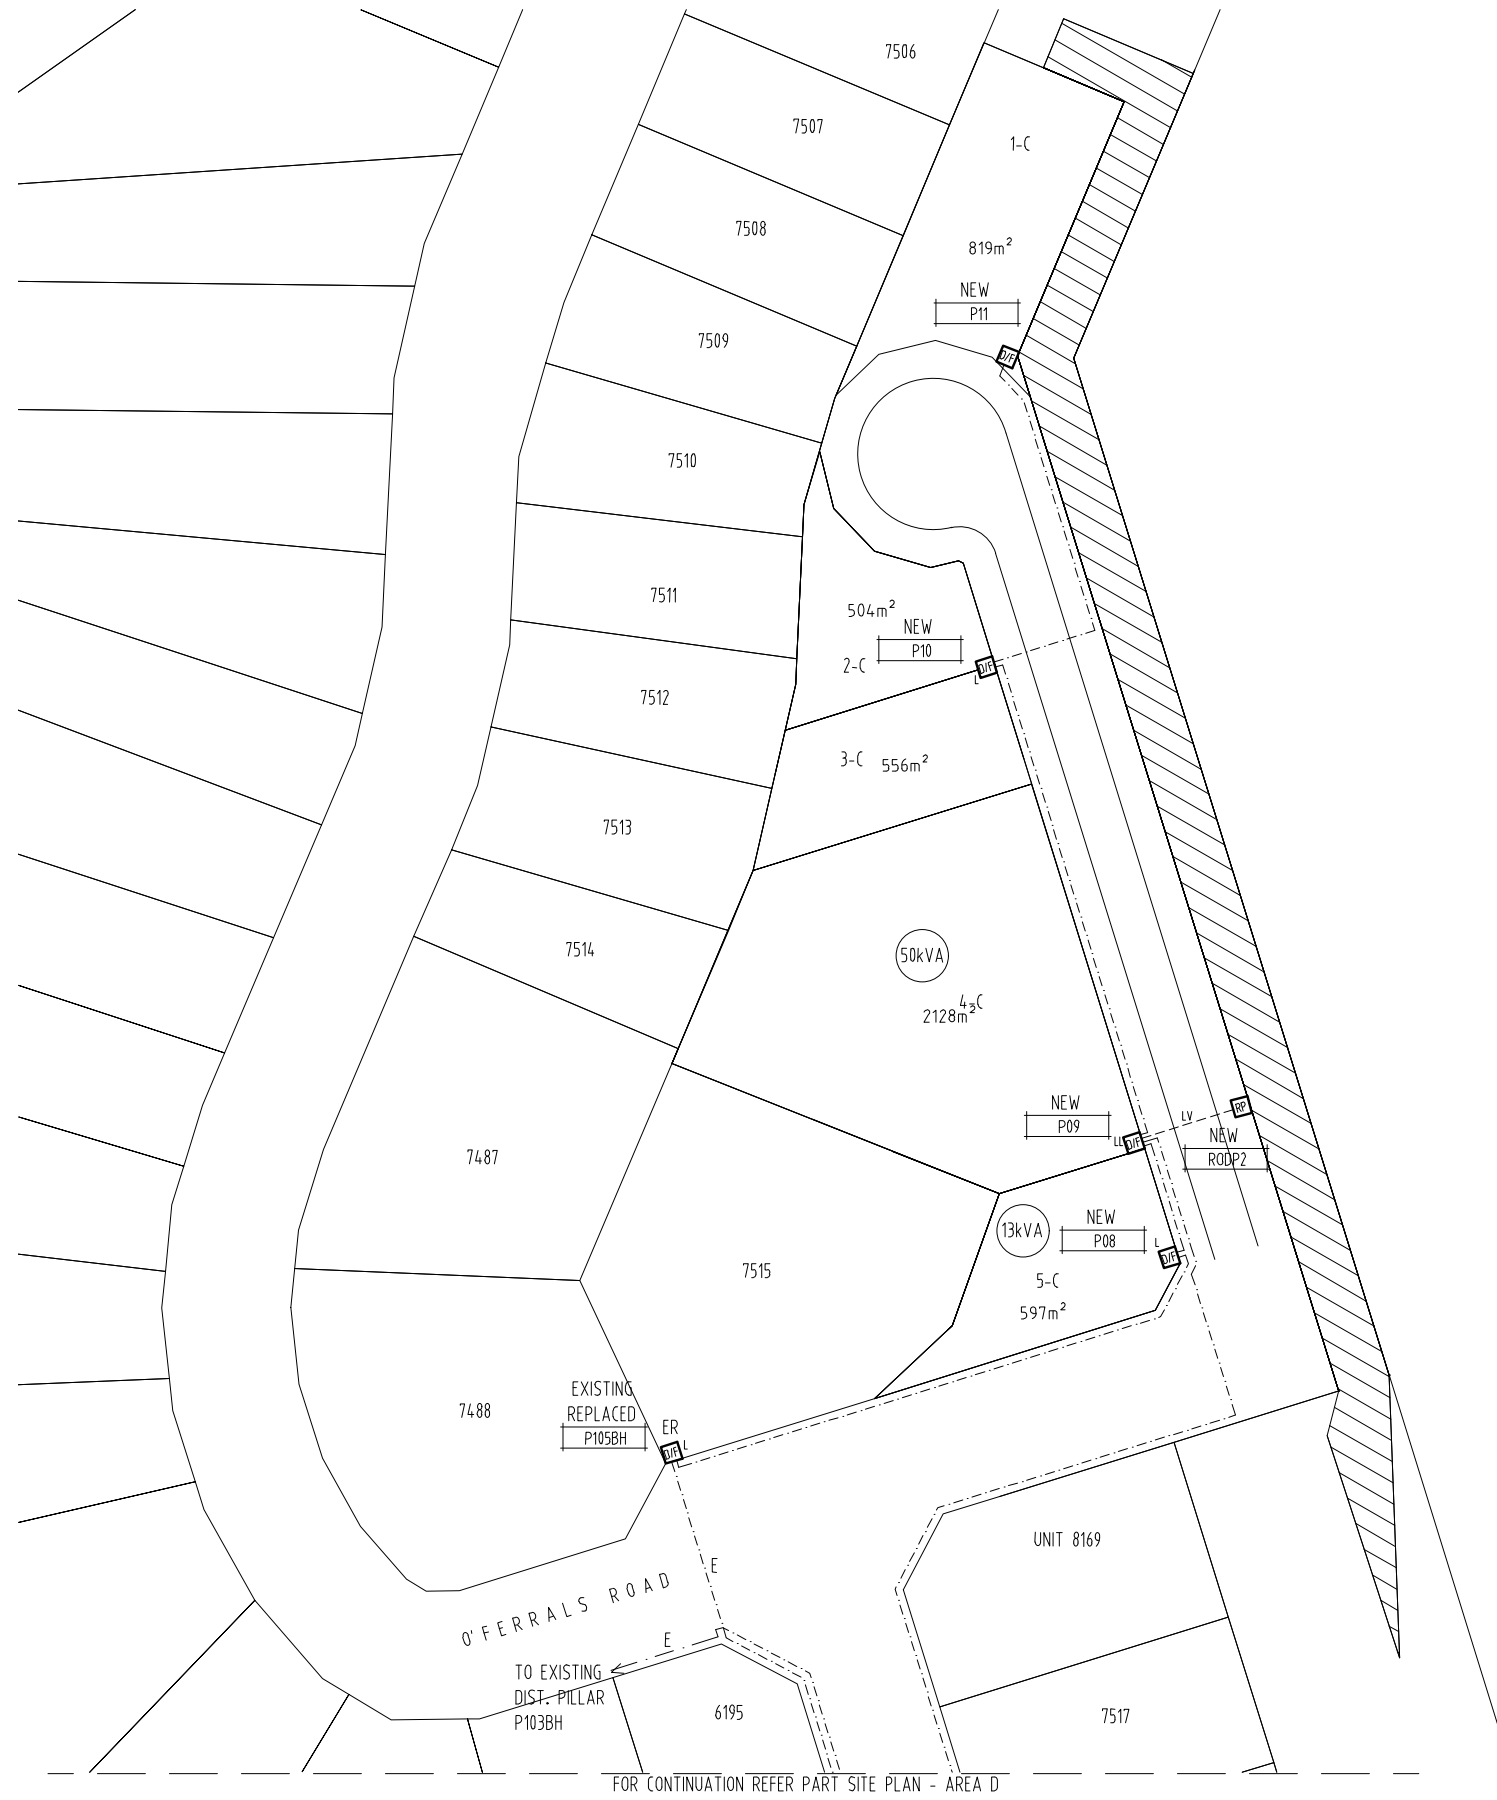 7506
7507
1-C
7508
819m²
NEW
P11
7509
D/F
7510
7511
504m²
NEW
P10
D/F
L
2-C
7512
3-C 556m²
7513
7514
50kVA
4-C
2128m²
NEW
P09
LL
D/F
LV
RP
NEW
RODP2
7487
13kVA
NEW
P08
L
D/F
7515
5-C
597m²
EXISTING
REPLACED
P105BH
ER
L
D/F
7488
UNIT 8169
E
O'FERRALS ROAD
E
TO EXISTING
DIST. PILLAR
P103BH
6195
7517
FOR CONTINUATION REFER PART SITE PLAN - AREA D